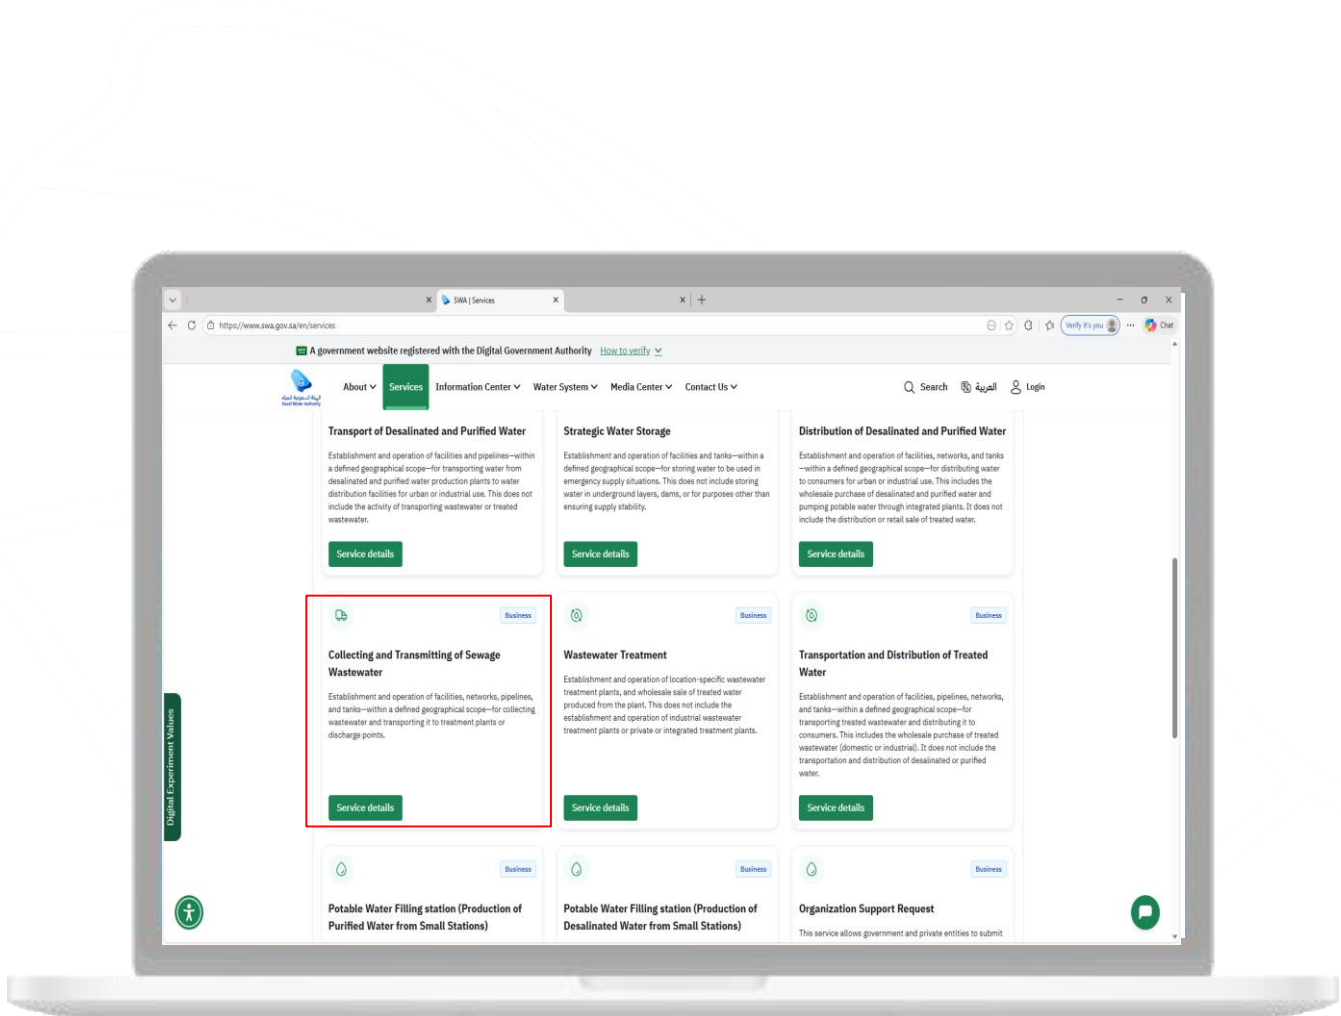 SWA | Services
https://www.swa.gov.sa/en/services
Verify it's you
Chat
A government website registered with the Digital Government Authority How to verify
الهيئة السعودية للمياه
Saudi Water Authority
About Services Information Center Water System Media Center Contact Us
Search العربية Login
Transport of Desalinated and Purified Water
Establishment and operation of facilities and pipelines—within
a defined geographical scope—for transporting water from
desalinated and purified water production plants to water
distribution facilities for urban or industrial use. This does not
include the activity of transporting wastewater or treated
wastewater.
Service details
Strategic Water Storage
Establishment and operation of facilities and tanks—within a
defined geographical scope—for storing water to be used in
emergency supply situations. This does not include storing
water in underground layers, dams, or for purposes other than
ensuring supply stability.
Service details
Distribution of Desalinated and Purified Water
Establishment and operation of facilities, networks, and tanks
—within a defined geographical scope—for distributing water
to consumers for urban or industrial use. This includes the
wholesale purchase of desalinated and purified water and
pumping potable water through integrated plants. It does not
include the distribution or retail sale of treated water.
Service details
Business
Collecting and Transmitting of Sewage
Wastewater
Establishment and operation of facilities, networks, pipelines,
and tanks—within a defined geographical scope—for collecting
wastewater and transporting it to treatment plants or
discharge points.
Service details
Business
Wastewater Treatment
Establishment and operation of location-specific wastewater
treatment plants, and wholesale sale of treated water
produced from the plant. This does not include the
establishment and operation of industrial wastewater
treatment plants or private or integrated treatment plants.
Service details
Business
Transportation and Distribution of Treated
Water
Establishment and operation of facilities, pipelines, networks,
and tanks—within a defined geographical scope—for
transporting treated wastewater and distributing it to
consumers. This includes the wholesale purchase of treated
wastewater (domestic or industrial). It does not include the
transportation and distribution of desalinated or purified
water.
Service details
Business
Potable Water Filling station (Production of
Purified Water from Small Stations)
Business
Potable Water Filling station (Production of
Desalinated Water from Small Stations)
Business
Organization Support Request
This service allows government and private entities to submit
Digital Experiment Values